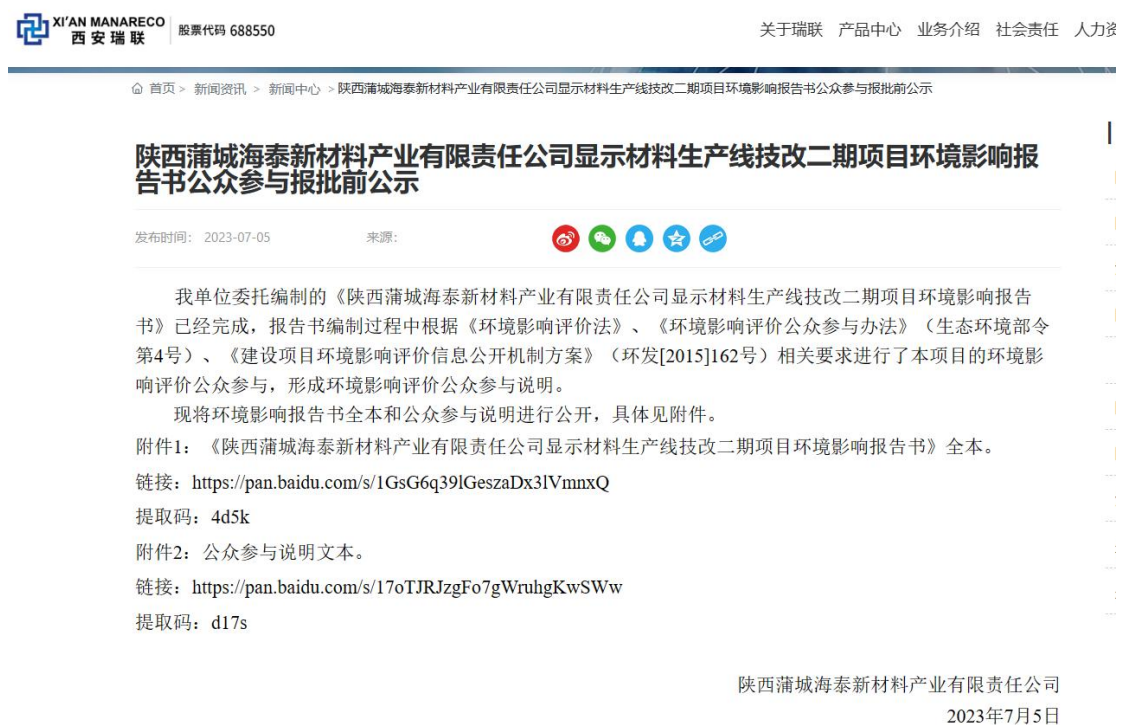 XI'AN MANARECO
西安瑞联
股票代码 688550
关于瑞联 产品中心 业务介绍 社会责任 人力资
首页 > 新闻资讯 > 新闻中心 > 陕西蒲城海泰新材料产业有限责任公司显示材料生产线技改二期项目环境影响报告书公众参与报批前公示
陕西蒲城海泰新材料产业有限责任公司显示材料生产线技改二期项目环境影响报
告书公众参与报批前公示
发布时间： 2023-07-05 来源：
我单位委托编制的《陕西蒲城海泰新材料产业有限责任公司显示材料生产线技改二期项目环境影响报告
书》已经完成，报告书编制过程中根据《环境影响评价法》、《环境影响评价公众参与办法》（生态环境部令
第4号）、《建设项目环境影响评价信息公开机制方案》（环发[2015]162号）相关要求进行了本项目的环境影
响评价公众参与，形成环境影响评价公众参与说明。
现将环境影响报告书全本和公众参与说明进行公开，具体见附件。
附件1：《陕西蒲城海泰新材料产业有限责任公司显示材料生产线技改二期项目环境影响报告书》全本。
链接：https://pan.baidu.com/s/1GsG6q39lGeszaDx3lVmnxQ
提取码：4d5k
附件2：公众参与说明文本。
链接：https://pan.baidu.com/s/17oTJRJzgFo7gWruhgKwSWw
提取码：d17s
陕西蒲城海泰新材料产业有限责任公司
2023年7月5日